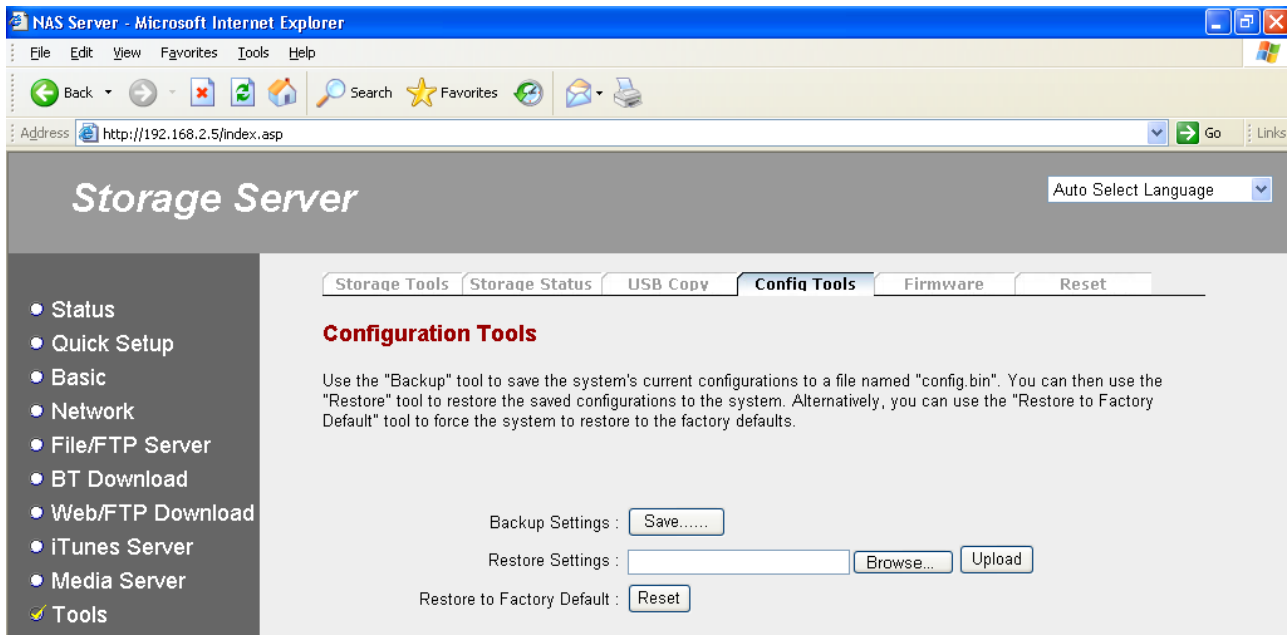 NAS Server - Microsoft Internet Explorer
File Edit View Favorites Tools Help
Back Search Favorites
Address http://192.168.2.5/index.asp Go Links
Storage Server
Auto Select Language
Storage Tools Storage Status USB Copy Config Tools Firmware Reset
Status
Quick Setup
Basic
Network
File/FTP Server
BT Download
Web/FTP Download
iTunes Server
Media Server
Tools
Configuration Tools
Use the "Backup" tool to save the system's current configurations to a file named "config.bin". You can then use the
"Restore" tool to restore the saved configurations to the system. Alternatively, you can use the "Restore to Factory
Default" tool to force the system to restore to the factory defaults.
Backup Settings : Save......
Restore Settings : Browse... Upload
Restore to Factory Default : Reset